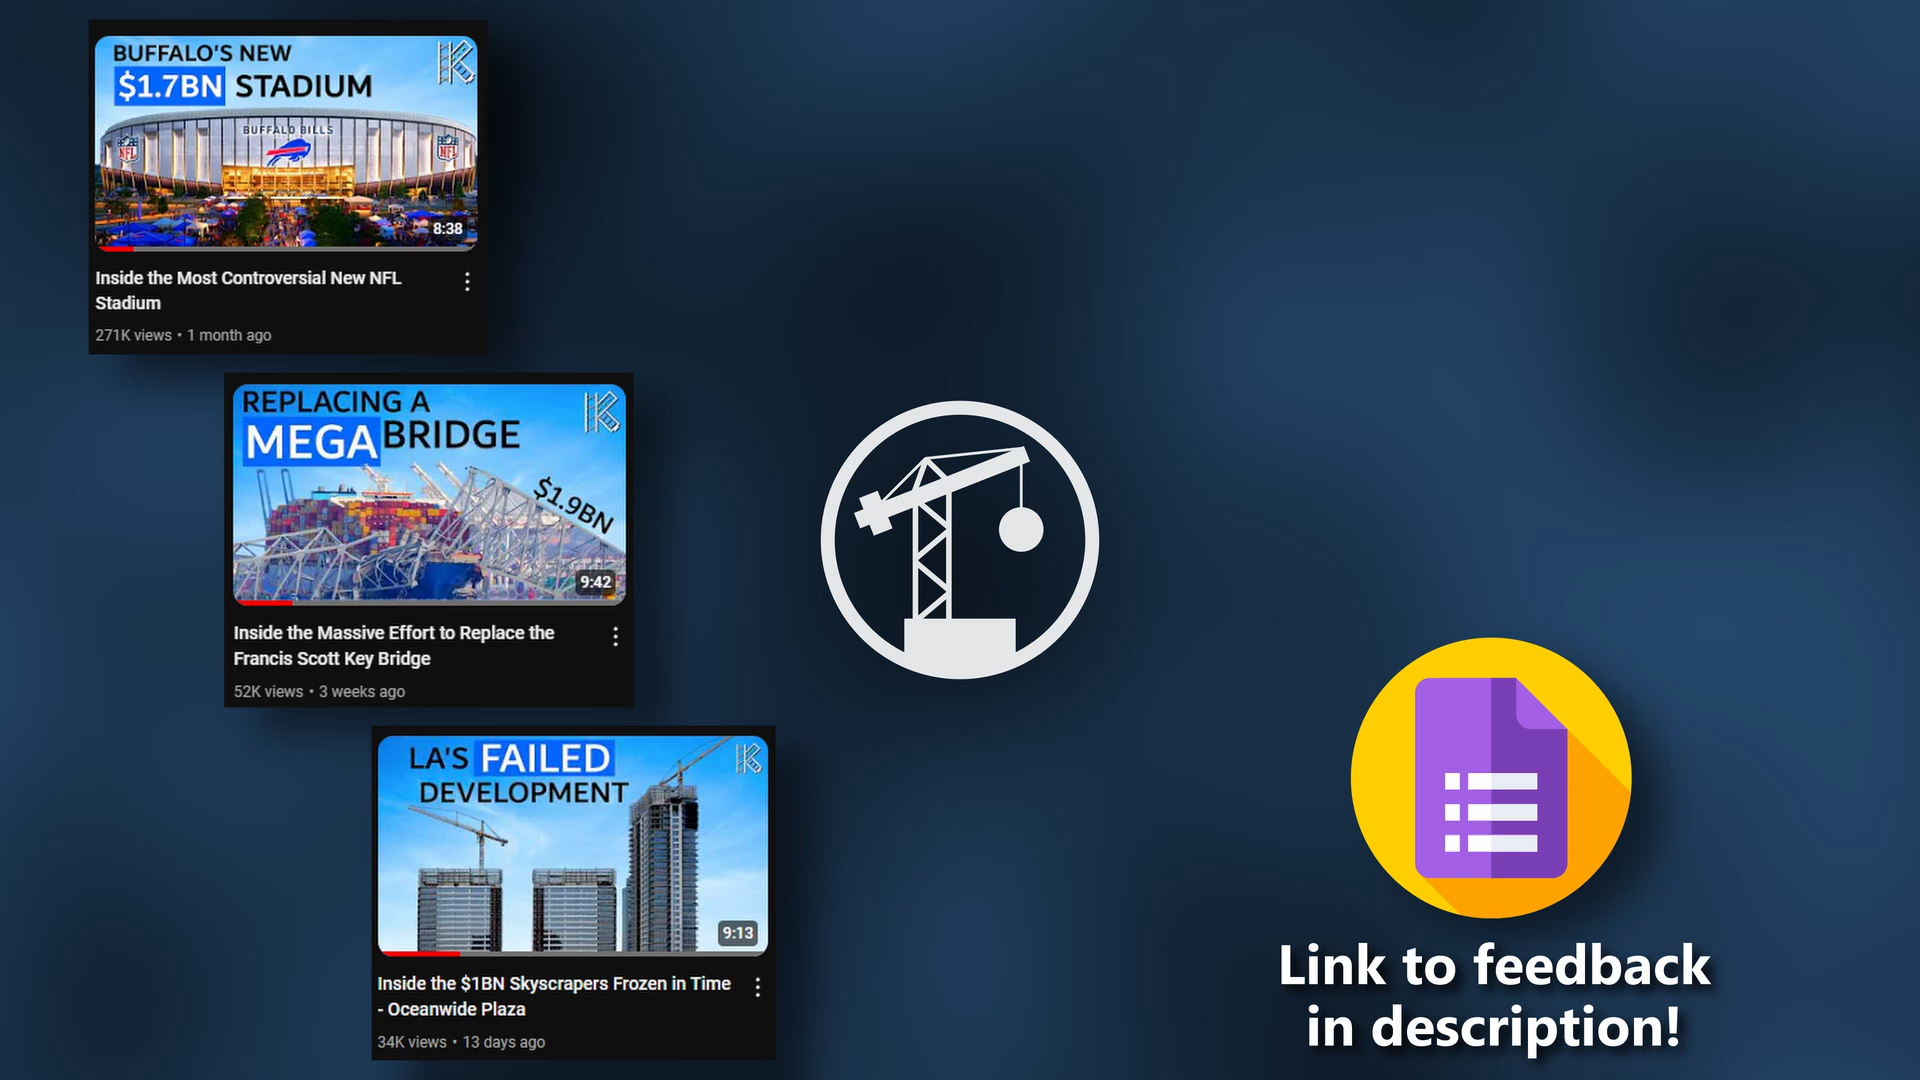 BUFFALO'S NEW
$1.7BN STADIUM
BUFFALO BILLS
NFL
NFL
8:38
Inside the Most Controversial New NFL
Stadium
271K views • 1 month ago
REPLACING A
MEGA BRIDGE
$1.9BN
9:42
Inside the Massive Effort to Replace the
Francis Scott Key Bridge
52K views • 3 weeks ago
LA'S FAILED
DEVELOPMENT
9:13
Inside the $1BN Skyscrapers Frozen in Time
- Oceanwide Plaza
34K views • 13 days ago
Link to feedback
in description!